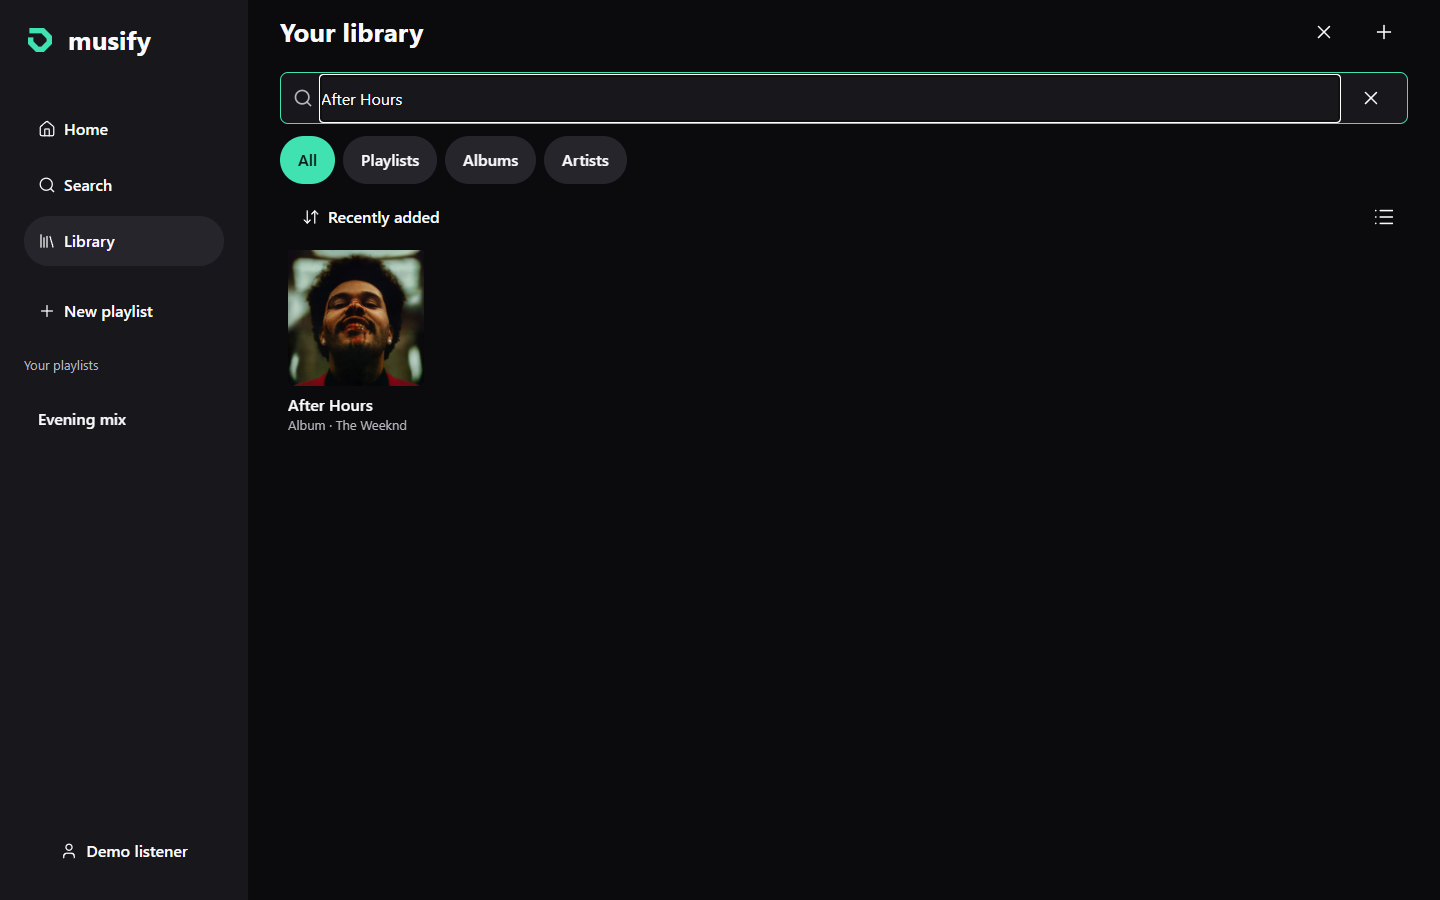 musify
Home
Search
Library
New playlist
Your playlists
Evening mix
Demo listener
Your library
After Hours
All
Playlists
Albums
Artists
Recently added
After Hours
Album · The Weeknd